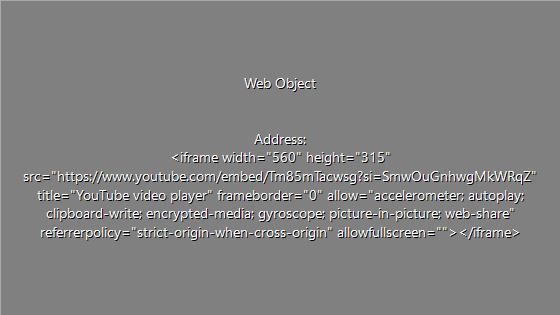 Web Object
Address:
<iframe width="560" height="315"
src="https://www.youtube.com/embed/Tm85mTacwsg?si=SmwOuGnhwgMkWRqZ"
title="YouTube video player" frameborder="0" allow="accelerometer; autoplay;
clipboard-write; encrypted-media; gyroscope; picture-in-picture; web-share"
referrerpolicy="strict-origin-when-cross-origin" allowfullscreen=""></iframe>